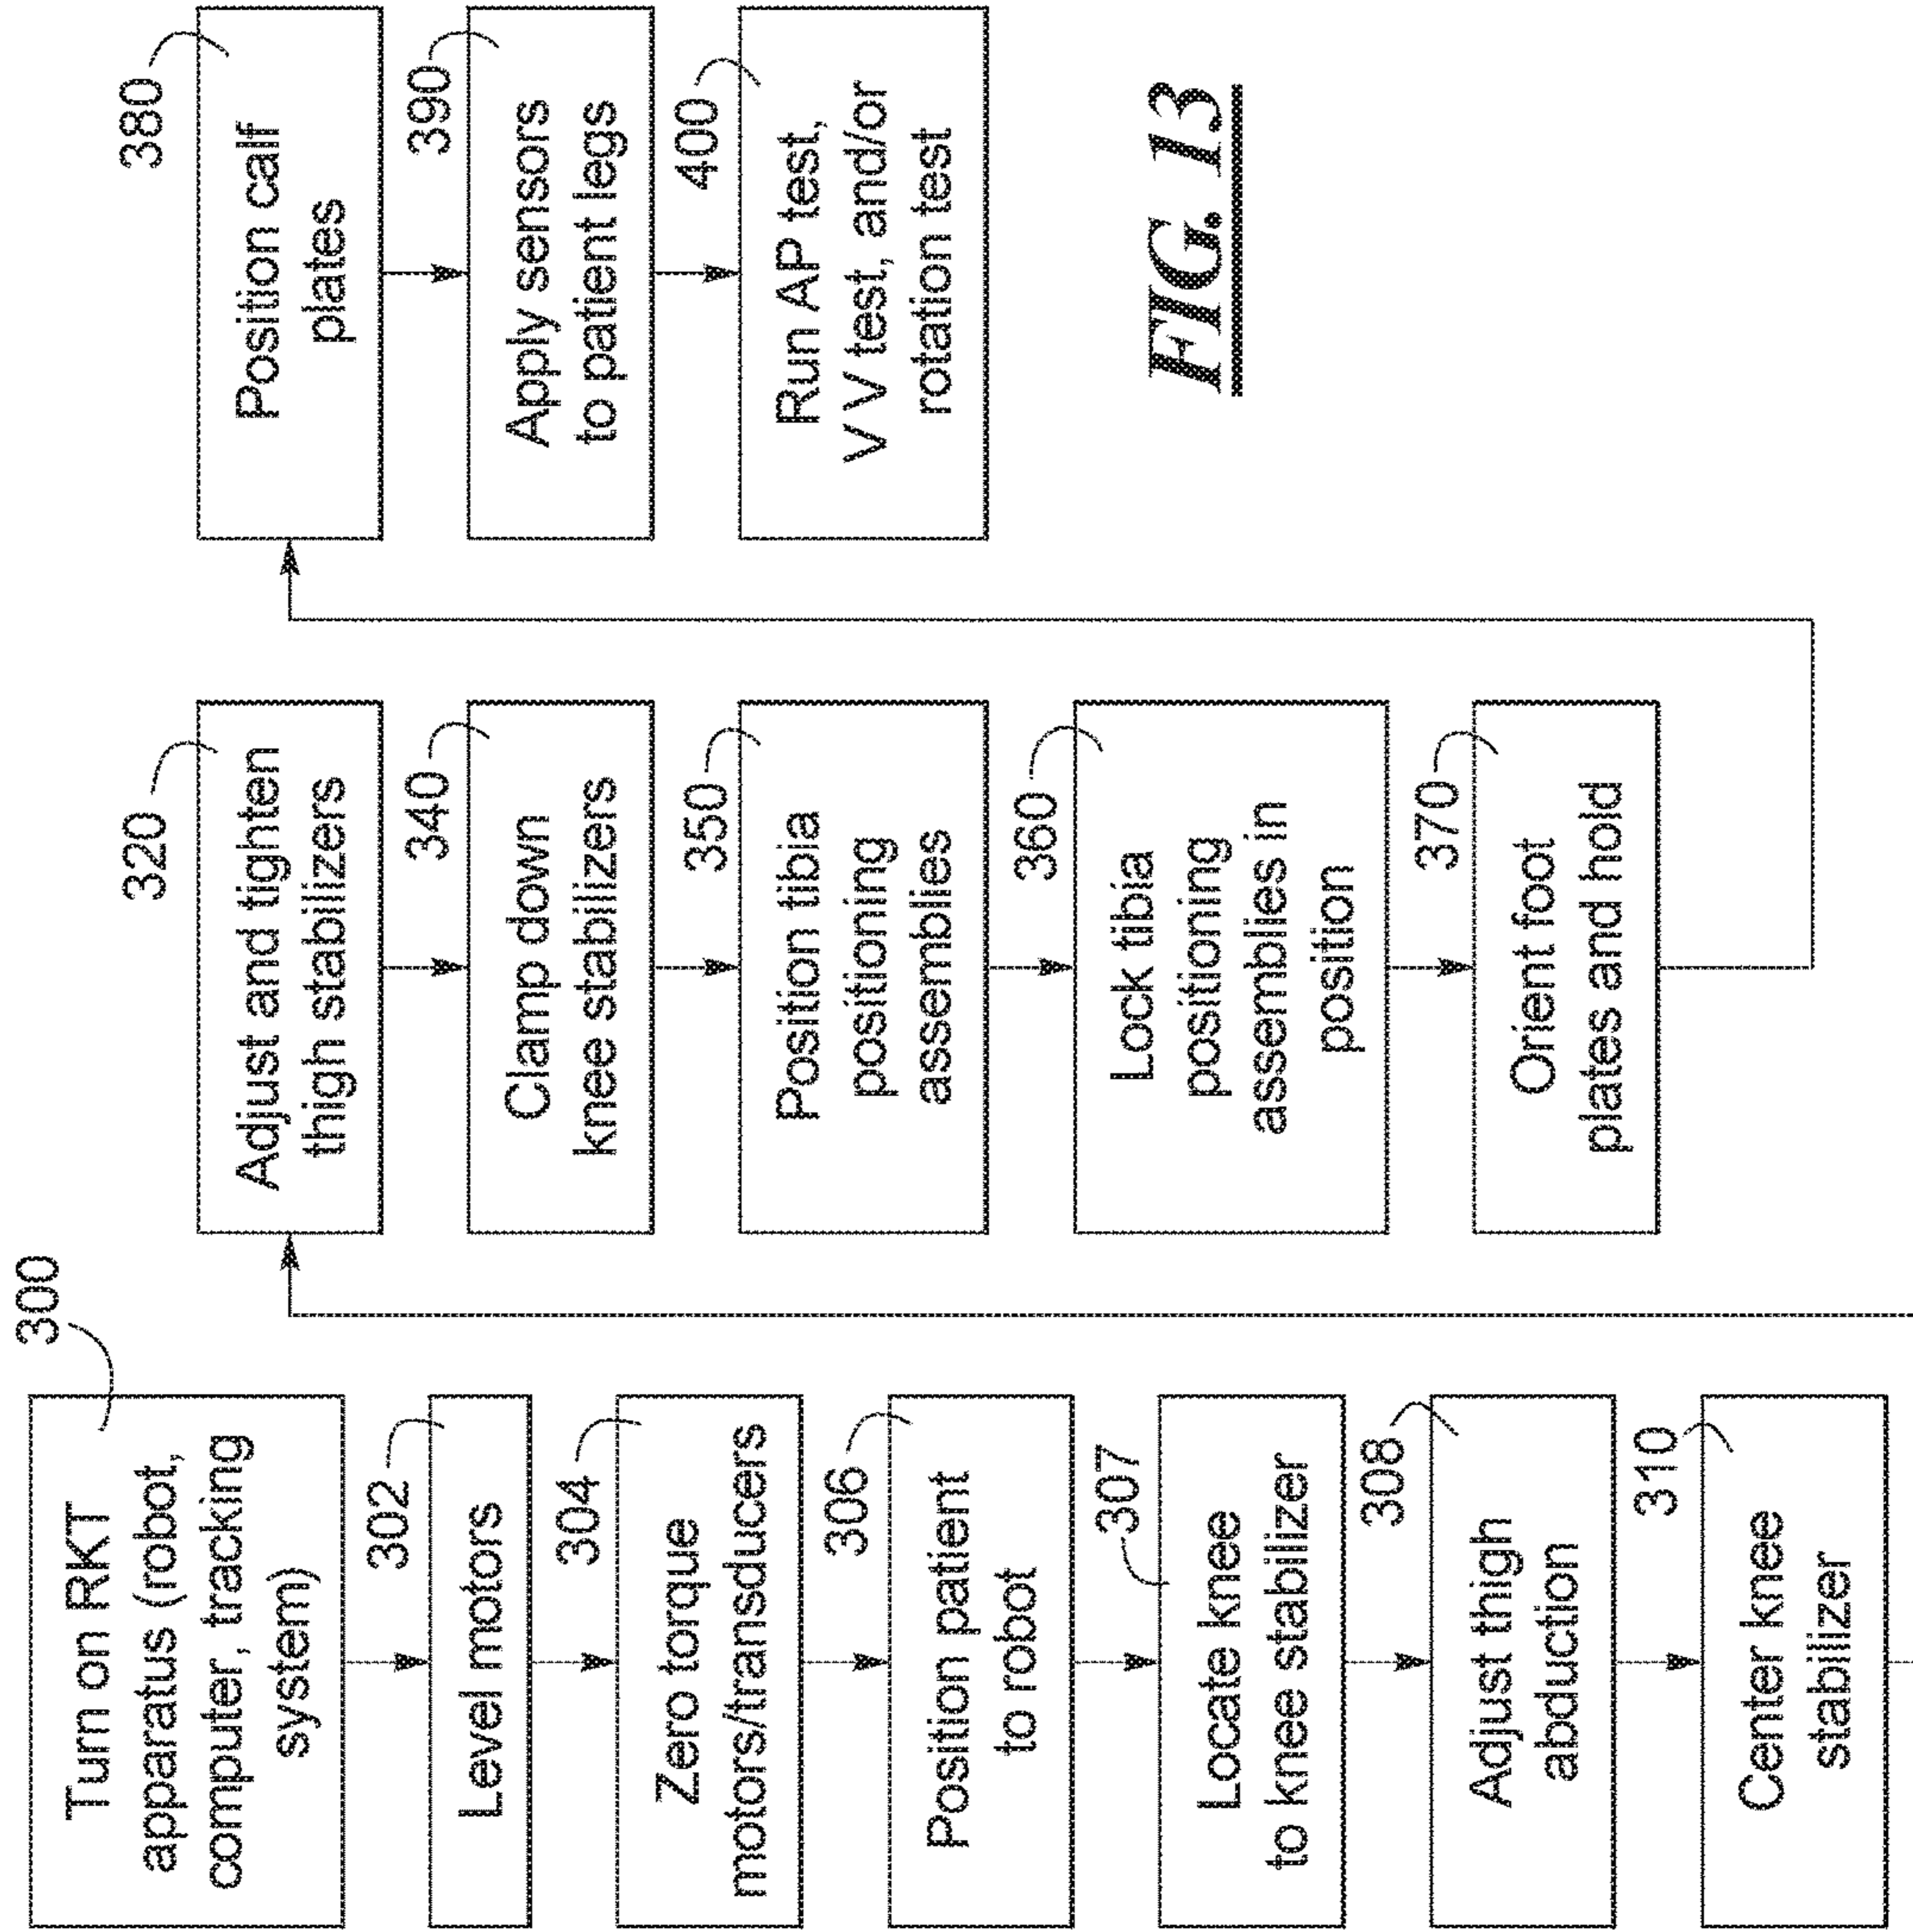 300
Turn on RKT
apparatus (robot,
computer, tracking
system)
302
Level motors
304
Zero torque
motors/transducers
306
Position patient
to robot
307
Locate knee
to knee stabilizer
308
Adjust thigh
abduction
310
Center knee
stabilizer
320
Adjust and tighten
thigh stabilizers
340
Clamp down
knee stabilizers
350
Position tibia
positioning
assemblies
360
Lock tibia
positioning
assemblies in
position
370
Orient foot
plates and hold
380
Position calf
plates
390
Apply sensors
to patient legs
400
Run AP test,
V V test, and/or
rotation test
FIG. 13